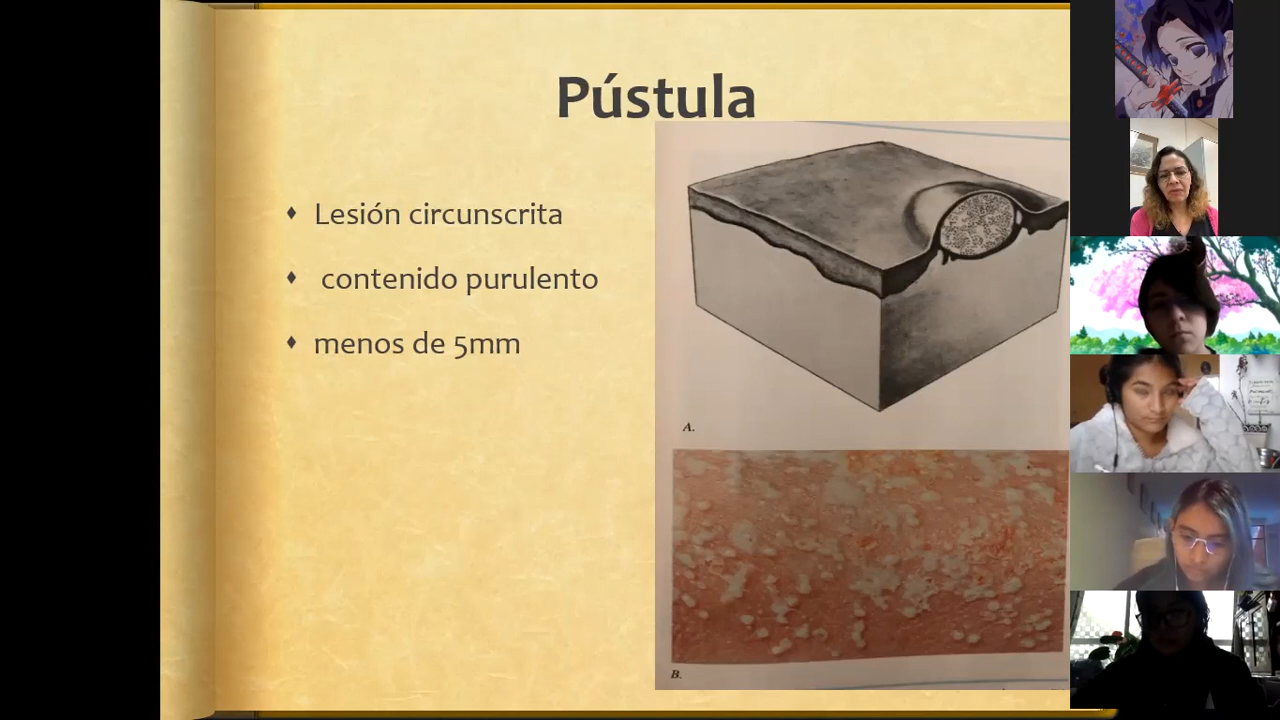 Pústula
Lesión circunscrita
contenido purulento
menos de 5mm
A.
B.